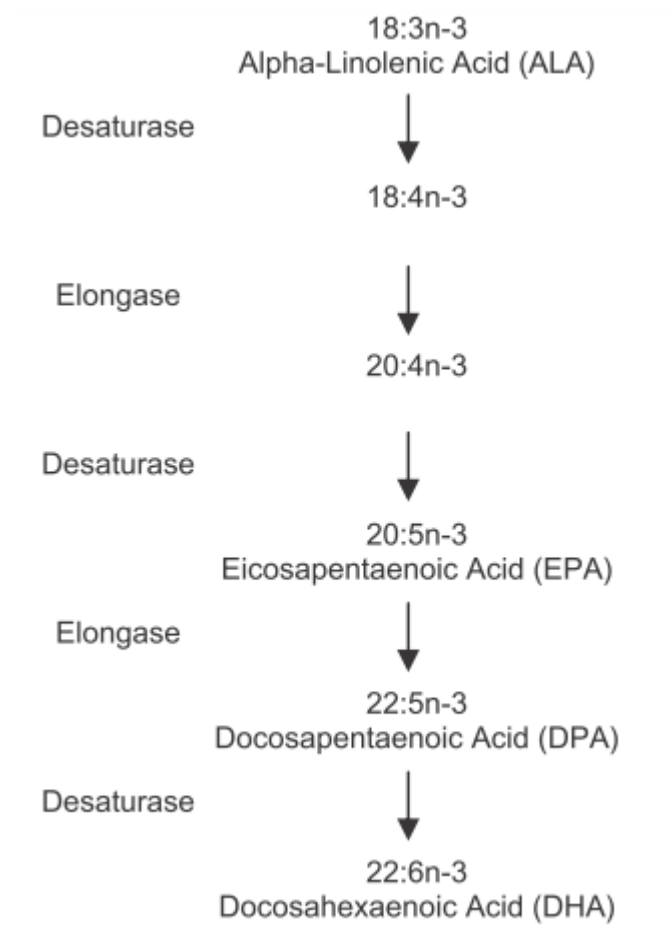 18:3n-3
Alpha-Linolenic Acid (ALA)
Desaturase
18:4n-3
Elongase
20:4n-3
Desaturase
20:5n-3
Eicosapentaenoic Acid (EPA)
Elongase
22:5n-3
Docosapentaenoic Acid (DPA)
Desaturase
22:6n-3
Docosahexaenoic Acid (DHA)